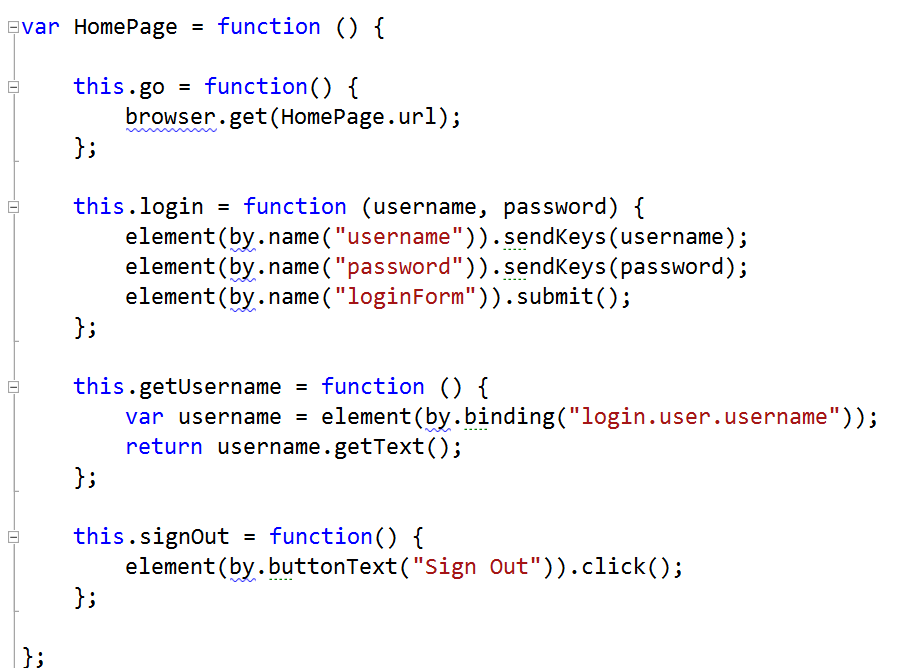 var HomePage = function () {
this.go = function() {
browser.get(HomePage.url);
};
this.login = function (username, password) {
element(by.name("username")).sendKeys(username);
element(by.name("password")).sendKeys(password);
element(by.name("loginForm")).submit();
};
this.getUsername = function () {
var username = element(by.binding("login.user.username"));
return username.getText();
};
this.signOut = function() {
element(by.buttonText("Sign Out")).click();
};
};